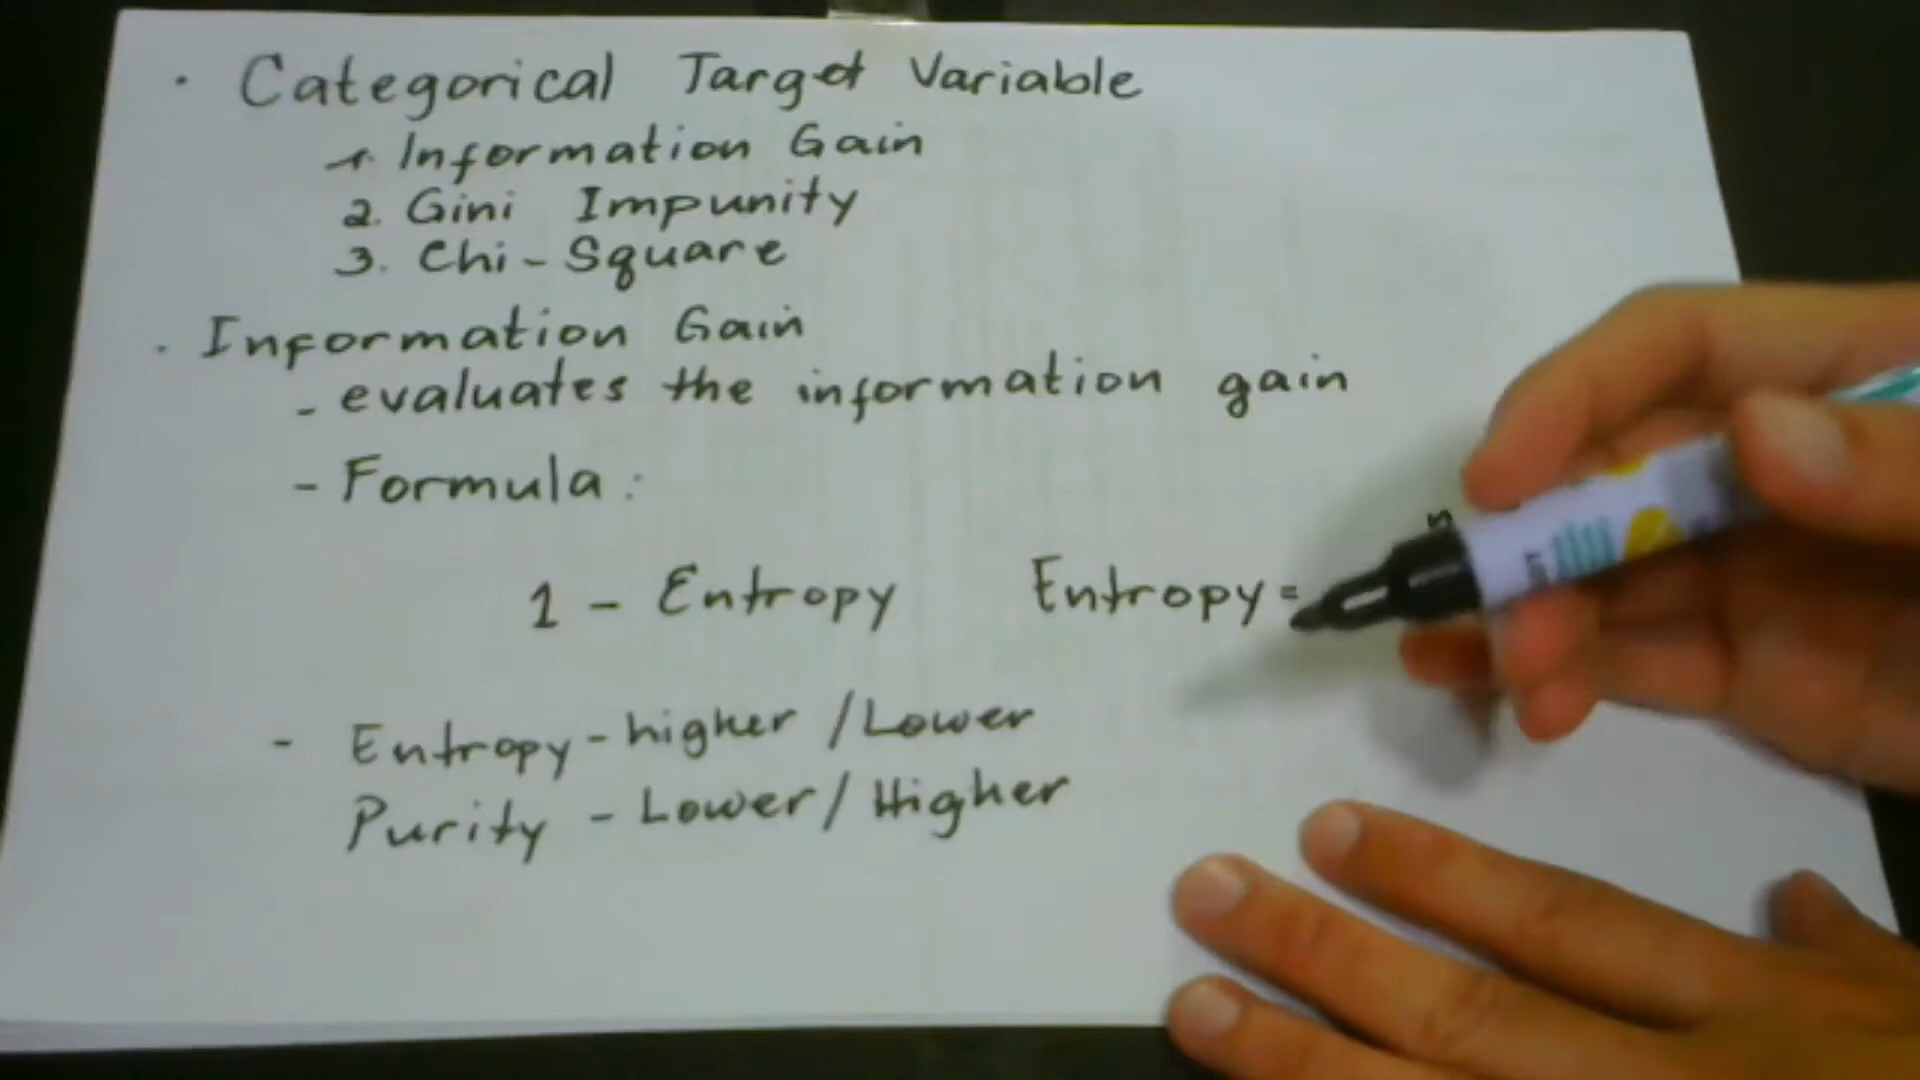 · Categorical Target Variable
1. Information Gain
2. Gini Impunity
3. Chi-Square
· Information Gain
- evaluates the information gain
- Formula:
n
1 - Entropy Entropy =
- Entropy - higher / Lower
Purity - Lower / Higher